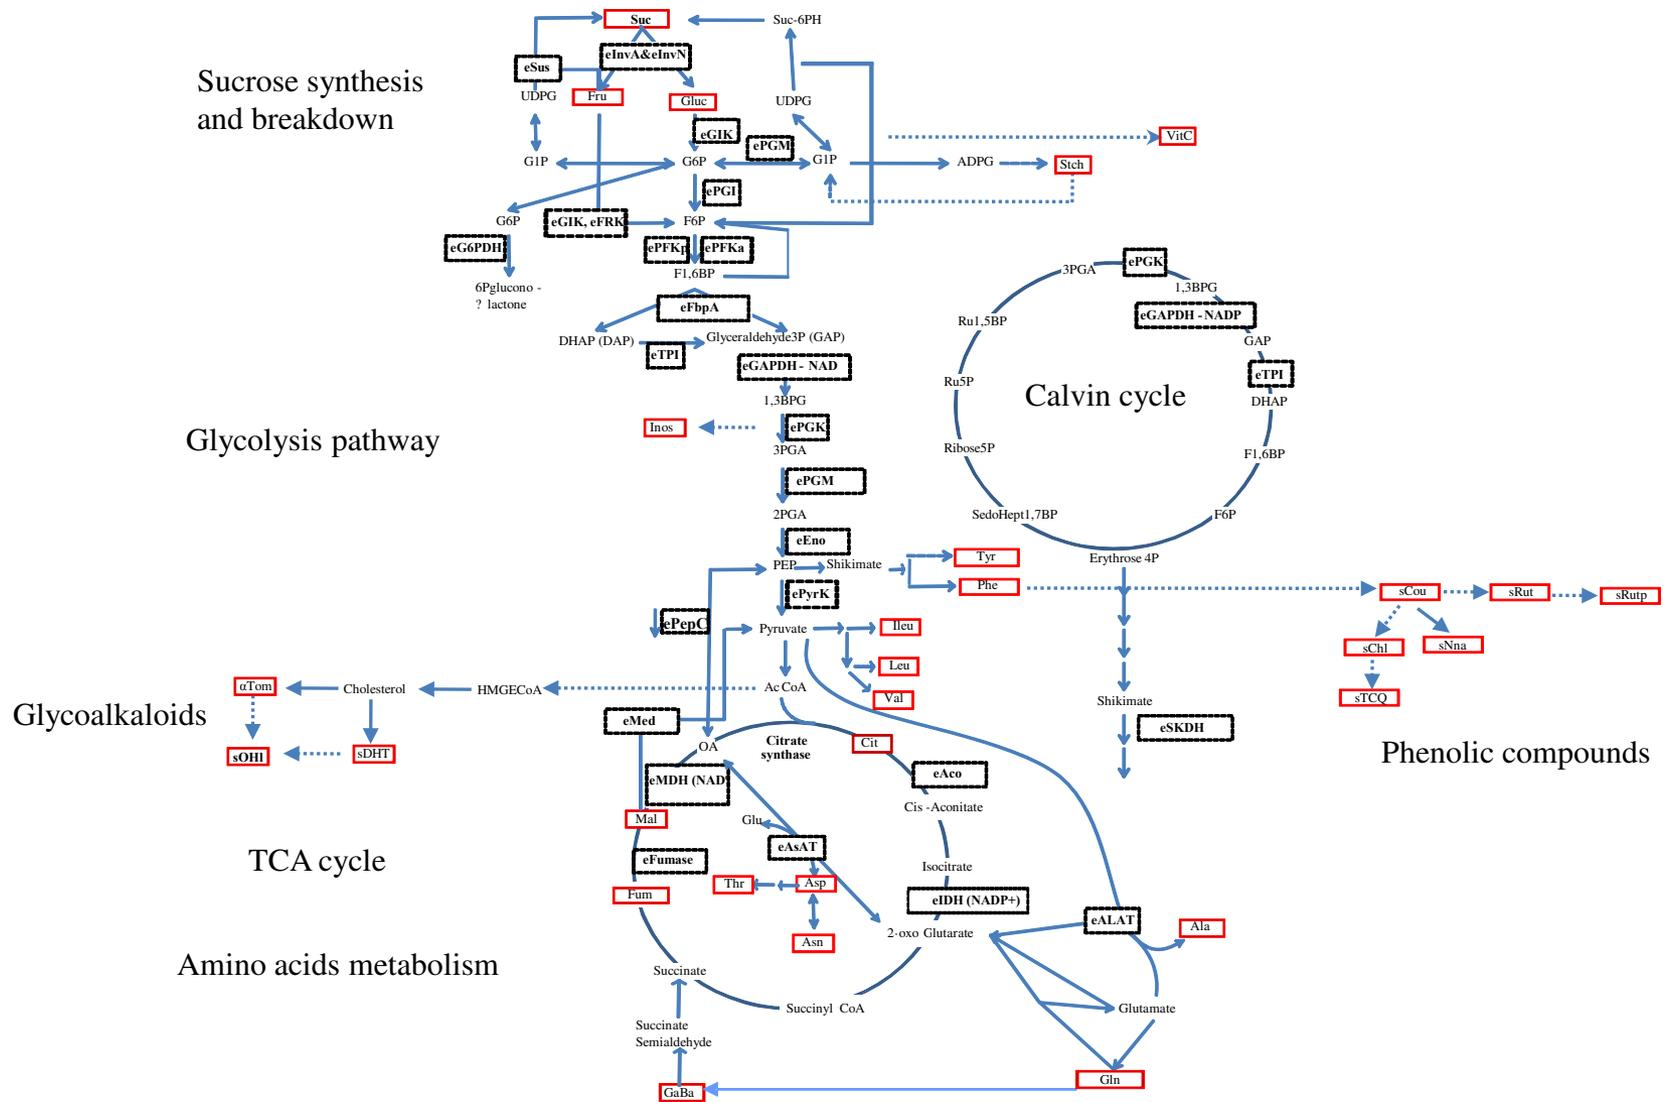 Suc
Suc-6PH
eInvA&eInvN
eSus
Sucrose synthesis
and breakdown
UDPG
Fru
Gluc
UDPG
eGIK
ePGM
VitC
G1P
G6P
G1P
ADPG
Stch
ePGI
G6P
eGIK, eFRK
F6P
eG6PDH
ePFKp
ePFKa
F1,6BP
6Pglucono -
? lactone
eFbpA
DHAP (DAP)
Glyceraldehyde3P (GAP)
eTPI
eGAPDH - NAD
1,3BPG
Inos
ePGK
3PGA
Glycolysis pathway
ePGM
2PGA
eEno
3PGA
ePGK
1,3BPG
eGAPDH - NADP
Ru1,5BP
GAP
eTPI
Ru5P
Calvin cycle
DHAP
Ribose5P
F1,6BP
SedoHept1,7BP
F6P
Erythrose 4P
PEP
Shikimate
Tyr
Phe
ePyrK
sCou
sRut
sRutp
ePepC
Pyruvate
Ileu
sChl
sNna
Leu
Val
sTCQ
AcCoA
HMGECoA
Cholesterol
αTom
Glycoalkaloids
sOHl
sDHT
Shikimate
eSKDH
Phenolic compounds
eMed
OA
Citrate
synthase
Cit
eMDH (NAD
eAco
Cis -Aconitate
Mal
Glu
eAsAT
TCA cycle
eFumase
Isocitrate
Fum
Thr
Asp
eIDH (NADP+)
Asn
2-oxo Glutarate
eALAT
Ala
Amino acids metabolism
Succinate
Succinyl CoA
Glutamate
Succinate
Semialdehyde
GaBa
Gln